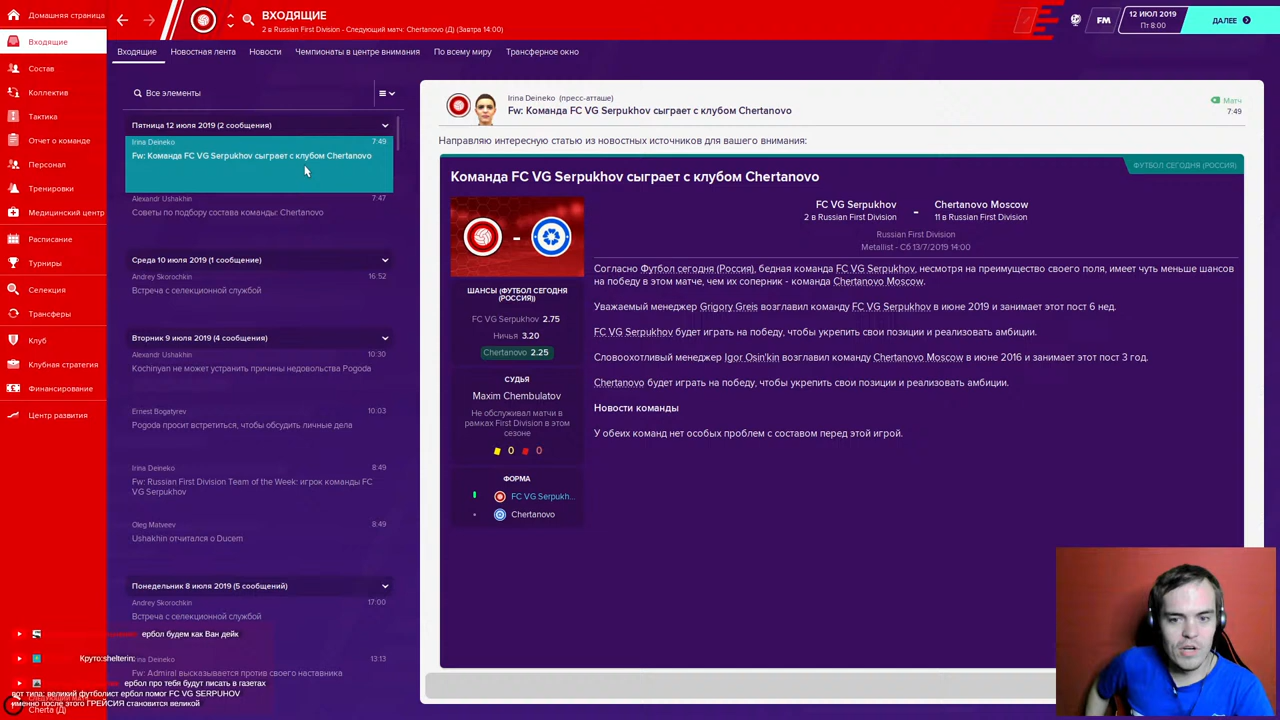 Домашняя страница
Входящие
Состав
Коллектив
Тактика
Отчет о команде
Персонал
Тренировки
Медицинский центр
Расписание
Турниры
Селекция
Трансферы
Клуб
Клубная стратегия
Финансирование
Центр развития
ВХОДЯЩИЕ
2 в Russian First Division - Следующий матч: Chertanovo (Д) (Завтра 14:00)
FM
12 ИЮЛ 2019
Пт 8:00
ДАЛЕЕ
Входящие
Новостная лента
Новости
Чемпионаты в центре внимания
По всему миру
Трансферное окно
Все элементы
Пятница 12 июля 2019 (2 сообщения)
Irina Deineko 7:49
Fw: Команда FC VG Serpukhov сыграет с клубом Chertanovo
Alexandr Ushakhin 7:47
Советы по подбору состава команды: Chertanovo
Среда 10 июля 2019 (1 сообщение)
Andrey Skorochkin 16:52
Встреча с селекционной службой
Вторник 9 июля 2019 (4 сообщения)
Alexandr Ushakhin 10:30
Kochinyan не может устранить причины недовольства Pogoda
Ernest Bogatyrev 10:03
Pogoda просит встретиться, чтобы обсудить личные дела
Irina Deineko 8:49
Fw: Russian First Division Team of the Week: игрок команды FC
VG Serpukhov
Oleg Matveev 8:49
Ushakhin отчитался о Ducem
Понедельник 8 июля 2019 (5 сообщений)
Andrey Skorochkin 17:00
Встреча с селекционной службой
rina Deineko 13:13
Fw: Admiral высказывается против своего наставника
ербол будем как Ван дейк
Круто:shelterin:
ербол про тебя будут писать в газетах
вот типа: великий футболист ербол помог FC VG SERPUHOV
именно после этого ГРЕЙСИЯ становится великой
Cherta (Д)
Irina Deineko (пресс-атташе)
Fw: Команда FC VG Serpukhov сыграет с клубом Chertanovo
Матч
7:49
Направляю интересную статью из новостных источников для вашего внимания:
ФУТБОЛ СЕГОДНЯ (РОССИЯ)
Команда FC VG Serpukhov сыграет с клубом Chertanovo
FC VG Serpukhov - Chertanovo Moscow
2 в Russian First Division 11 в Russian First Division
Russian First Division
Metallist - Сб 13/7/2019 14:00
ШАНСЫ (ФУТБОЛ СЕГОДНЯ
(РОССИЯ))
FC VG Serpukhov 2.75
Ничья 3.20
Chertanovo 2.25
СУДЬЯ
Maxim Chembulatov
Не обслуживал матчи в
рамках First Division в этом
сезоне
0 0
ФОРМА
FC VG Serpukh...
Chertanovo
Согласно Футбол сегодня (Россия), бедная команда FC VG Serpukhov, несмотря на преимущество своего поля, имеет чуть меньше шансов
на победу в этом матче, чем их соперник - команда Chertanovo Moscow.
Уважаемый менеджер Grigory Greis возглавил команду FC VG Serpukhov в июне 2019 и занимает этот пост 6 нед.
FC VG Serpukhov будет играть на победу, чтобы укрепить свои позиции и реализовать амбиции.
Словоохотливый менеджер Igor Osin'kin возглавил команду Chertanovo Moscow в июне 2016 и занимает этот пост 3 год.
Chertanovo будет играть на победу, чтобы укрепить свои позиции и реализовать амбиции.
Новости команды
У обеих команд нет особых проблем с составом перед этой игрой.